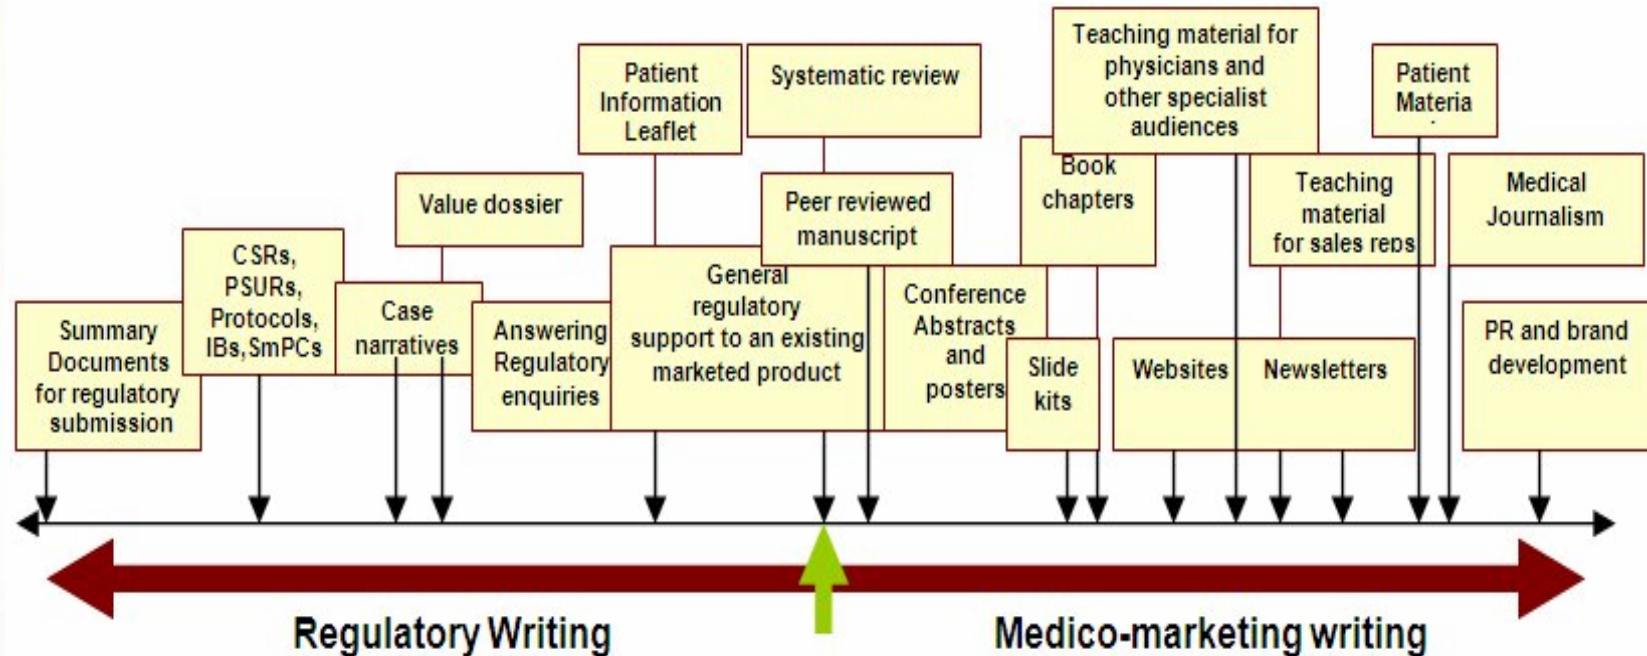 Summary
Documents
for regulatory
submission
CSRs,
PSURs,
Protocols,
IBs,SmPCs
Case
narratives
Value dossier
Answering
Regulatory
enquiries
Patient
Information
Leaflet
General
regulatory
support to an existing
marketed product
Systematic review
Peer reviewed
manuscript
Conference
Abstracts
and
posters
Slide
kits
Book
chapters
Teaching material for
physicians and
other specialist
audiences
Websites
Teaching
material
for sales reps
Newsletters
Patient
Materia
Medical
Journalism
PR and brand
development
Regulatory Writing
Medico-marketing writing